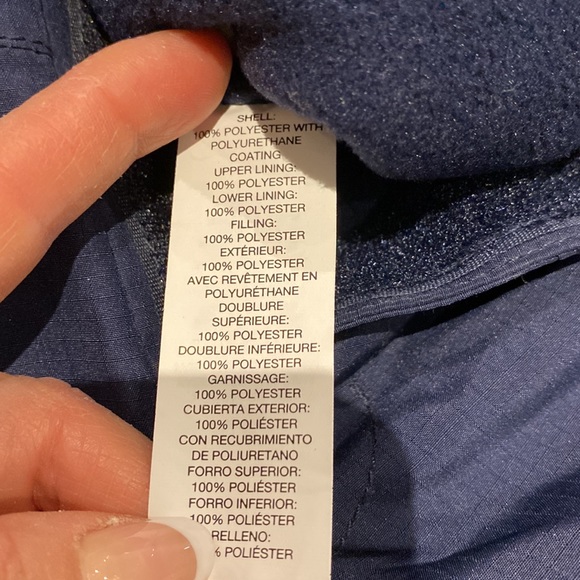 SHELL:
100% POLYESTER WITH
POLYURETHANE
COATING
UPPER LINING:
100% POLYESTER
LOWER LINING:
100% POLYESTER
FILLING:
100% POLYESTER
EXTÉRIEUR:
100% POLYESTER
AVEC REVÊTEMENT EN
POLYURÉTHANE
DOUBLURE
SUPÉRIEURE:
100% POLYESTER
DOUBLURE INFÉRIEURE:
100% POLYESTER
GARNISSAGE:
100% POLYESTER
CUBIERTA EXTERIOR:
100% POLIÉSTER
CON RECUBRIMIENTO
DE POLIURETANO
FORRO SUPERIOR:
100% POLIÉSTER
FORRO INFERIOR:
100% POLIÉSTER
RELLENO:
% POLIÉSTER